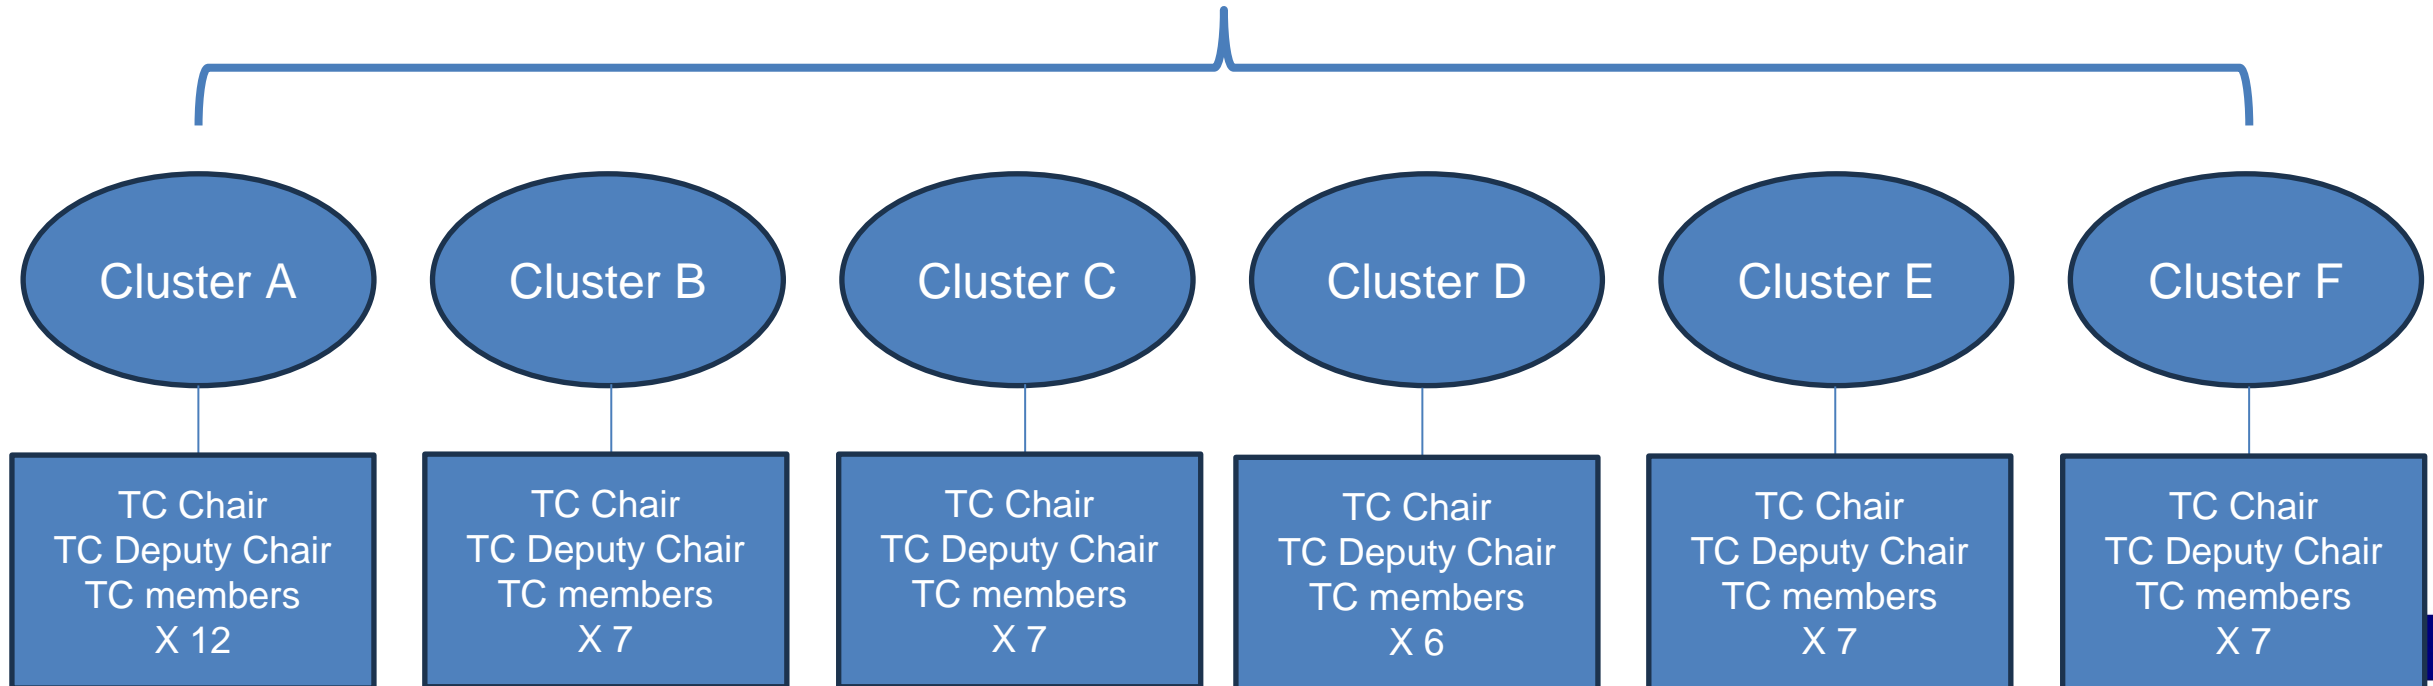 Cluster A
Cluster B
Cluster C
Cluster D
Cluster E
Cluster F
TC Chair
TC Deputy Chair
TC members
X 12
TC Chair
TC Deputy Chair
TC members
X 7
TC Chair
TC Deputy Chair
TC members
X 7
TC Chair
TC Deputy Chair
TC members
X 6
TC Chair
TC Deputy Chair
TC members
X 7
TC Chair
TC Deputy Chair
TC members
X 7